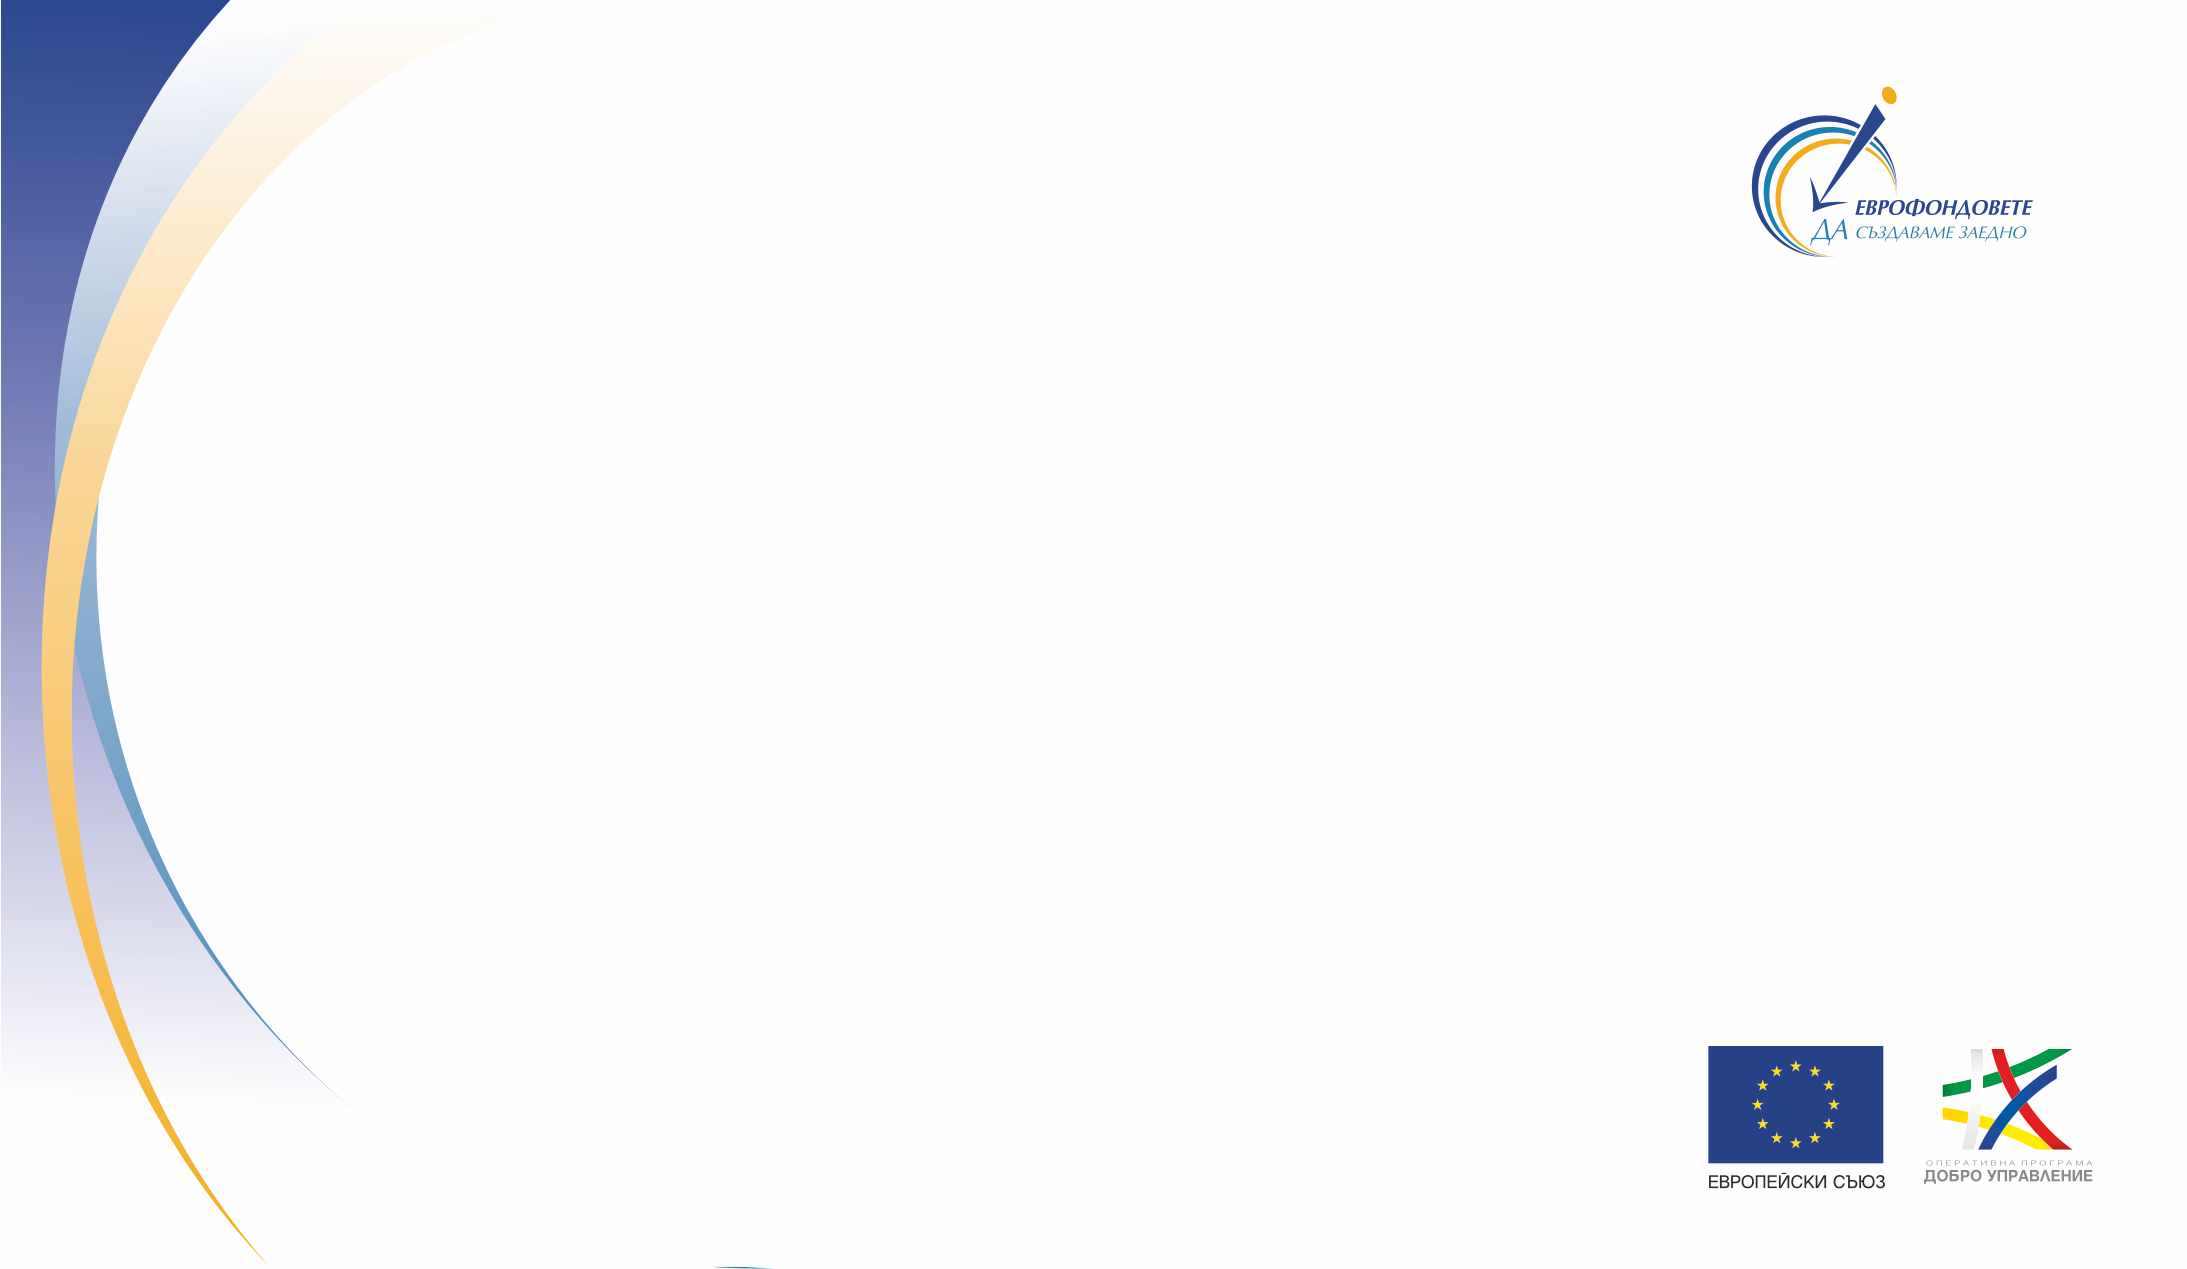 ЕВРОФОНДОВЕТЕ
ДА СЪЗДАВАМЕ ЗАЕДНО
ЕВРОПЕЙСКИ СЪЮЗ
ОПЕРАТИВНА ПРОГРАМА
ДОБРО УПРАВЛЕНИЕ